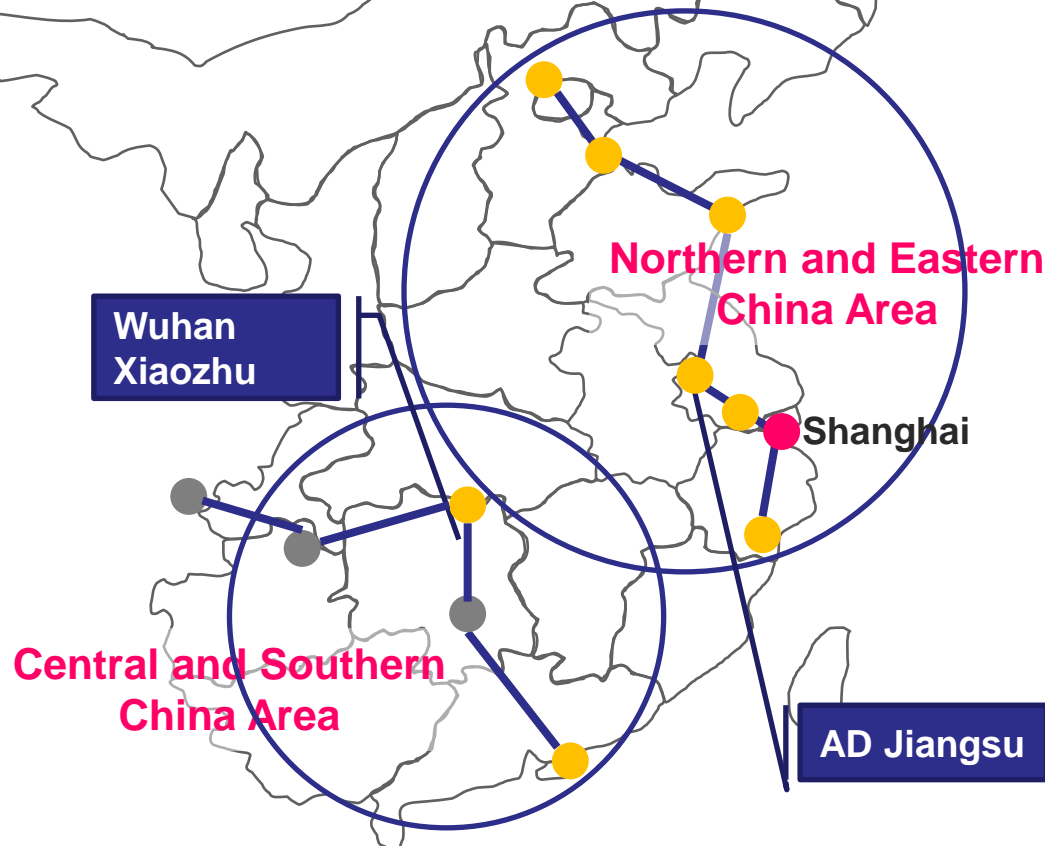 Northern and Eastern
China Area
Wuhan
Xiaozhu
Shanghai
Central and Southern
China Area
AD Jiangsu